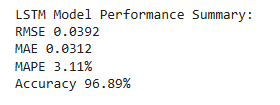 LSTM Model Performance Summary:
RMSE 0.0392
MAE 0.0312
MAPE 3.11%
Accuracy 96.89%